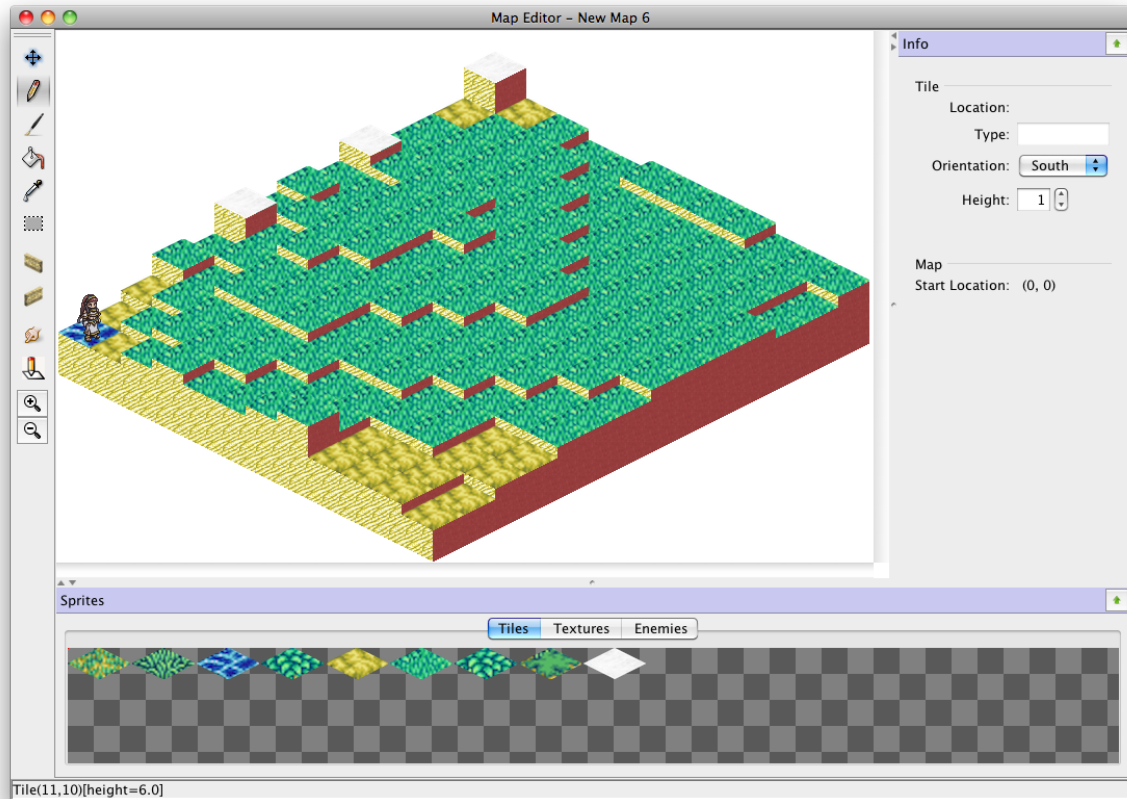 Map Editor – New Map 6
Info
Tile
Location:
Type:
Orientation: South
Height: 1
Map
Start Location: (0, 0)
Sprites
Tiles Textures Enemies
Tile(11,10)[height=6.0]